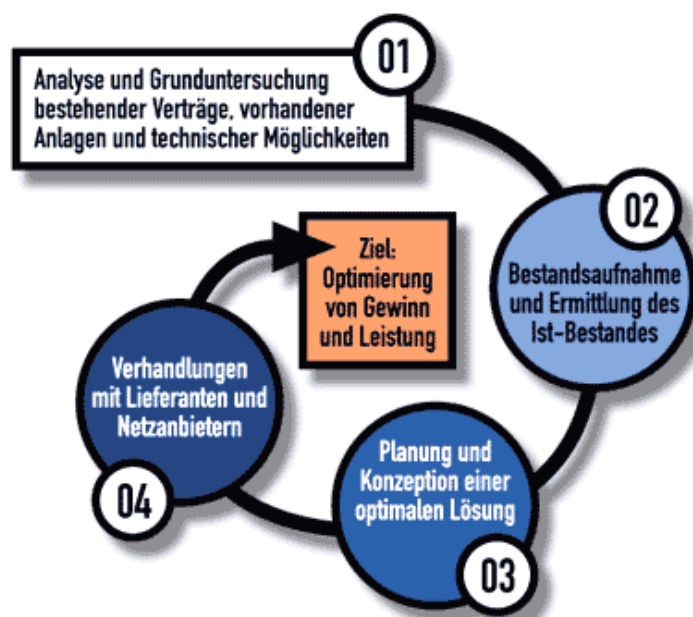 01
Analyse und Grunduntersuchung
bestehender Verträge, vorhandener
Anlagen und technischer Möglichkeiten
02
Bestandsaufnahme
und Ermittlung des
Ist-Bestandes
Planung und
Konzeption einer
optimalen Lösung
03
Verhandlungen
mit Lieferanten und
Netzanbietern
04
Ziel:
Optimierung
von Gewinn
und Leistung